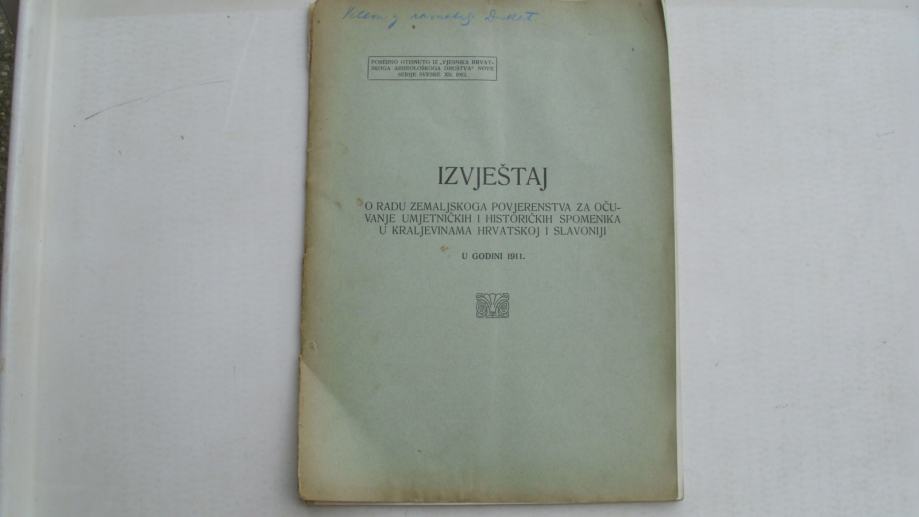 POSEBNO OTISNUTO IZ „VJESNIKA HRVAT-
SKOGA ARHEOLOŠKOGA DRUŠTVA" NOVE
SERIJE SVESKE XII. 1912.
IZVJEŠTAJ
O RADU ZEMALJSKOGA POVJERENSTVA ZA OČU-
VANJE UMJETNIČKIH I HISTORIČKIH SPOMENIKA
U KRALJEVINAMA HRVATSKOJ I SLAVONIJI
U GODINI 1911.